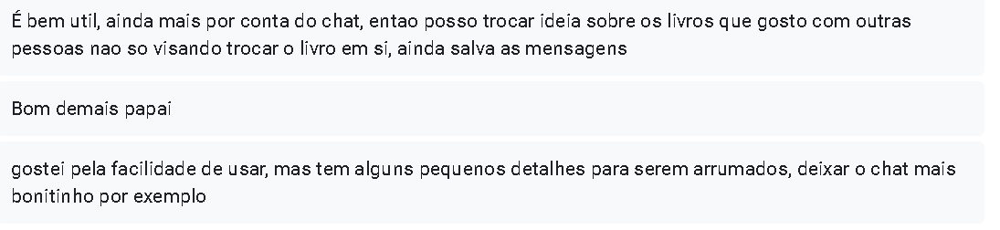 É bem util, ainda mais por conta do chat, entao posso trocar ideia sobre os livros que gosto com outras
pessoas nao so visando trocar o livro em si, ainda salva as mensagens
Bom demais papai
gostei pela facilidade de usar, mas tem alguns pequenos detalhes para serem arrumados, deixar o chat mais
bonitinho por exemplo